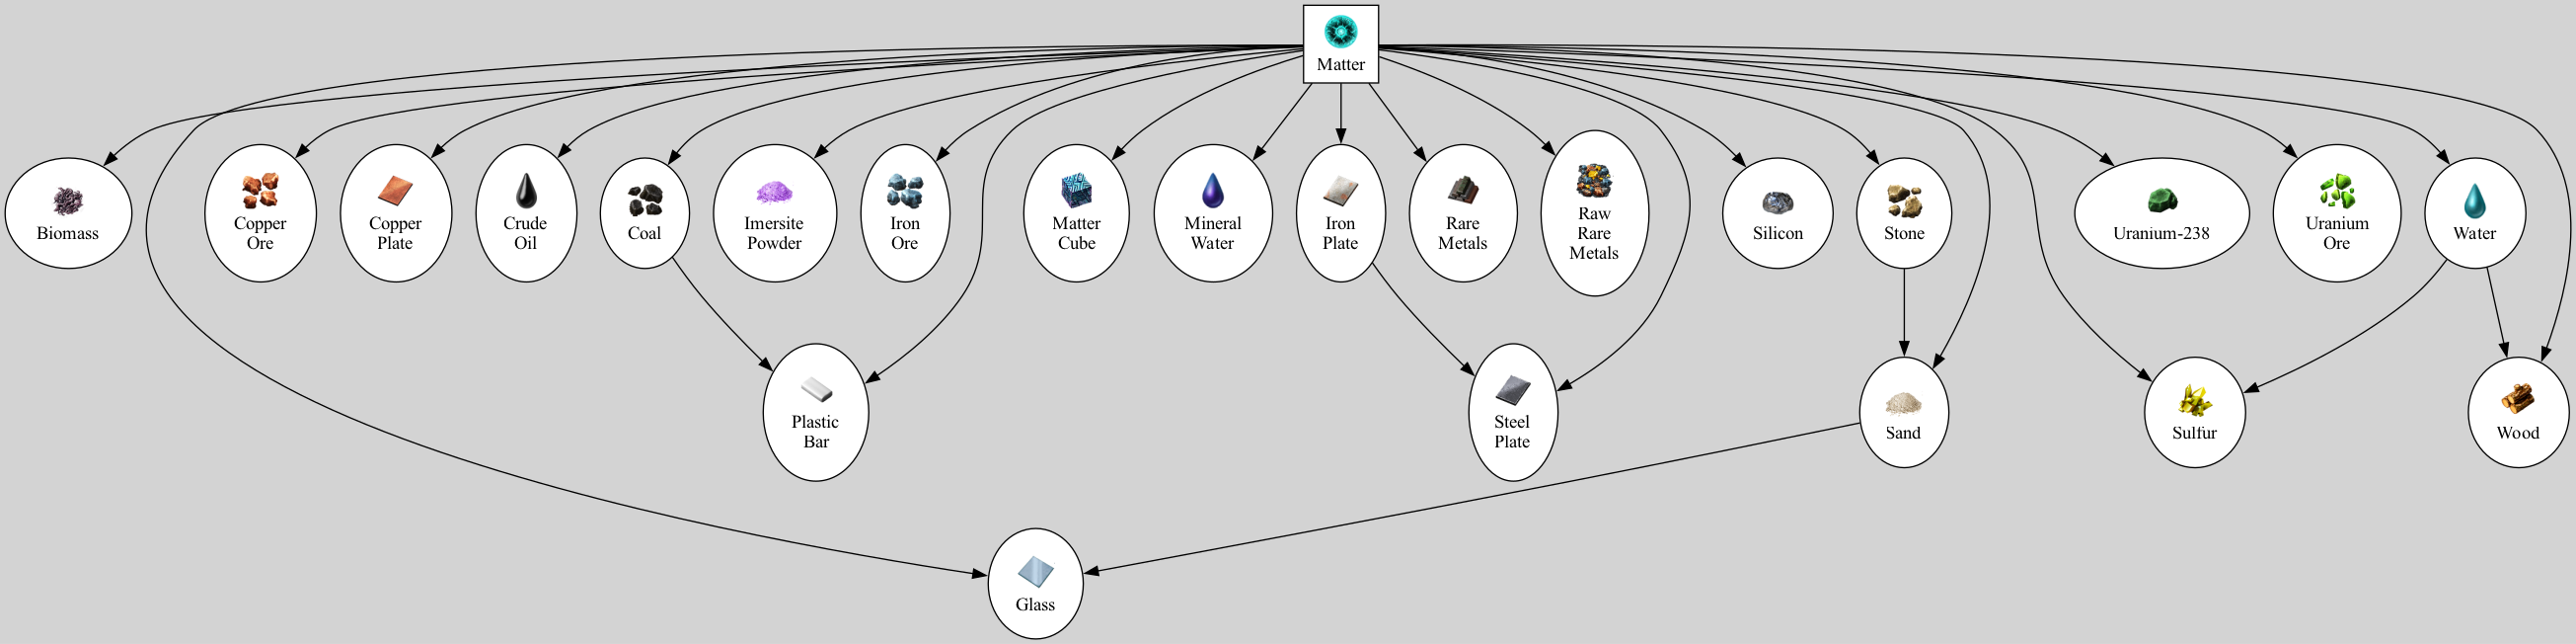 Matter
Biomass
Copper
Ore
Copper
Plate
Crude
Oil
Coal
Imersite
Powder
Iron
Ore
Matter
Cube
Mineral
Water
Iron
Plate
Rare
Metals
Raw
Rare
Metals
Silicon
Stone
Uranium-238
Uranium
Ore
Water
Plastic
Bar
Steel
Plate
Sand
Sulfur
Wood
Glass